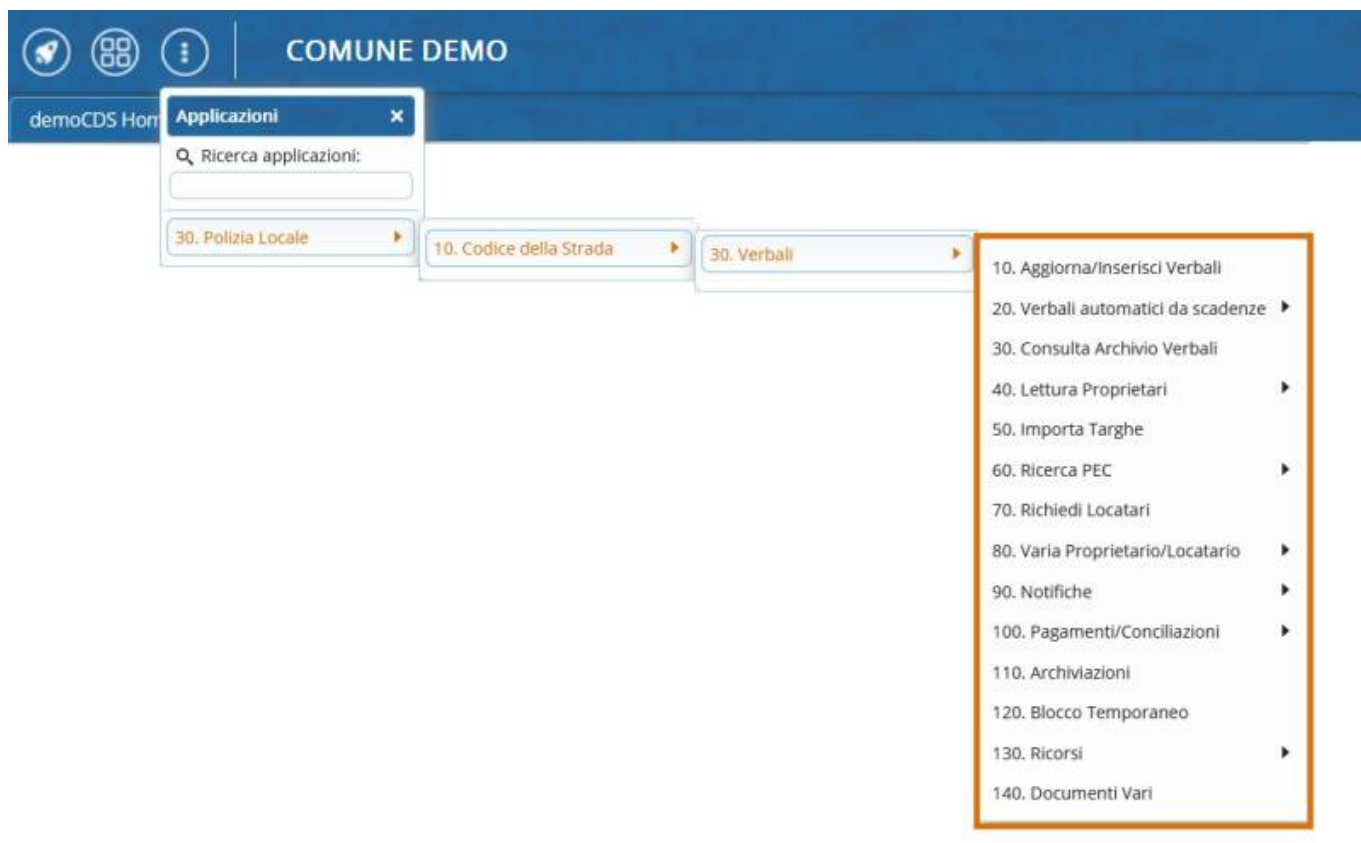 COMUNE DEMO
demoCDS Hom
Applicazioni
Ricerca applicazioni:
30. Polizia Locale
10. Codice della Strada
30. Verbali
10. Aggiorna/Inserisci Verbali
20. Verbali automatici da scadenze
30. Consulta Archivio Verbali
40. Lettura Proprietari
50. Importa Targhe
60. Ricerca PEC
70. Richiedi Locatari
80. Varia Proprietario/Locatario
90. Notifiche
100. Pagamenti/Conciliazioni
110. Archiviazioni
120. Blocco Temporaneo
130. Ricorsi
140. Documenti Vari